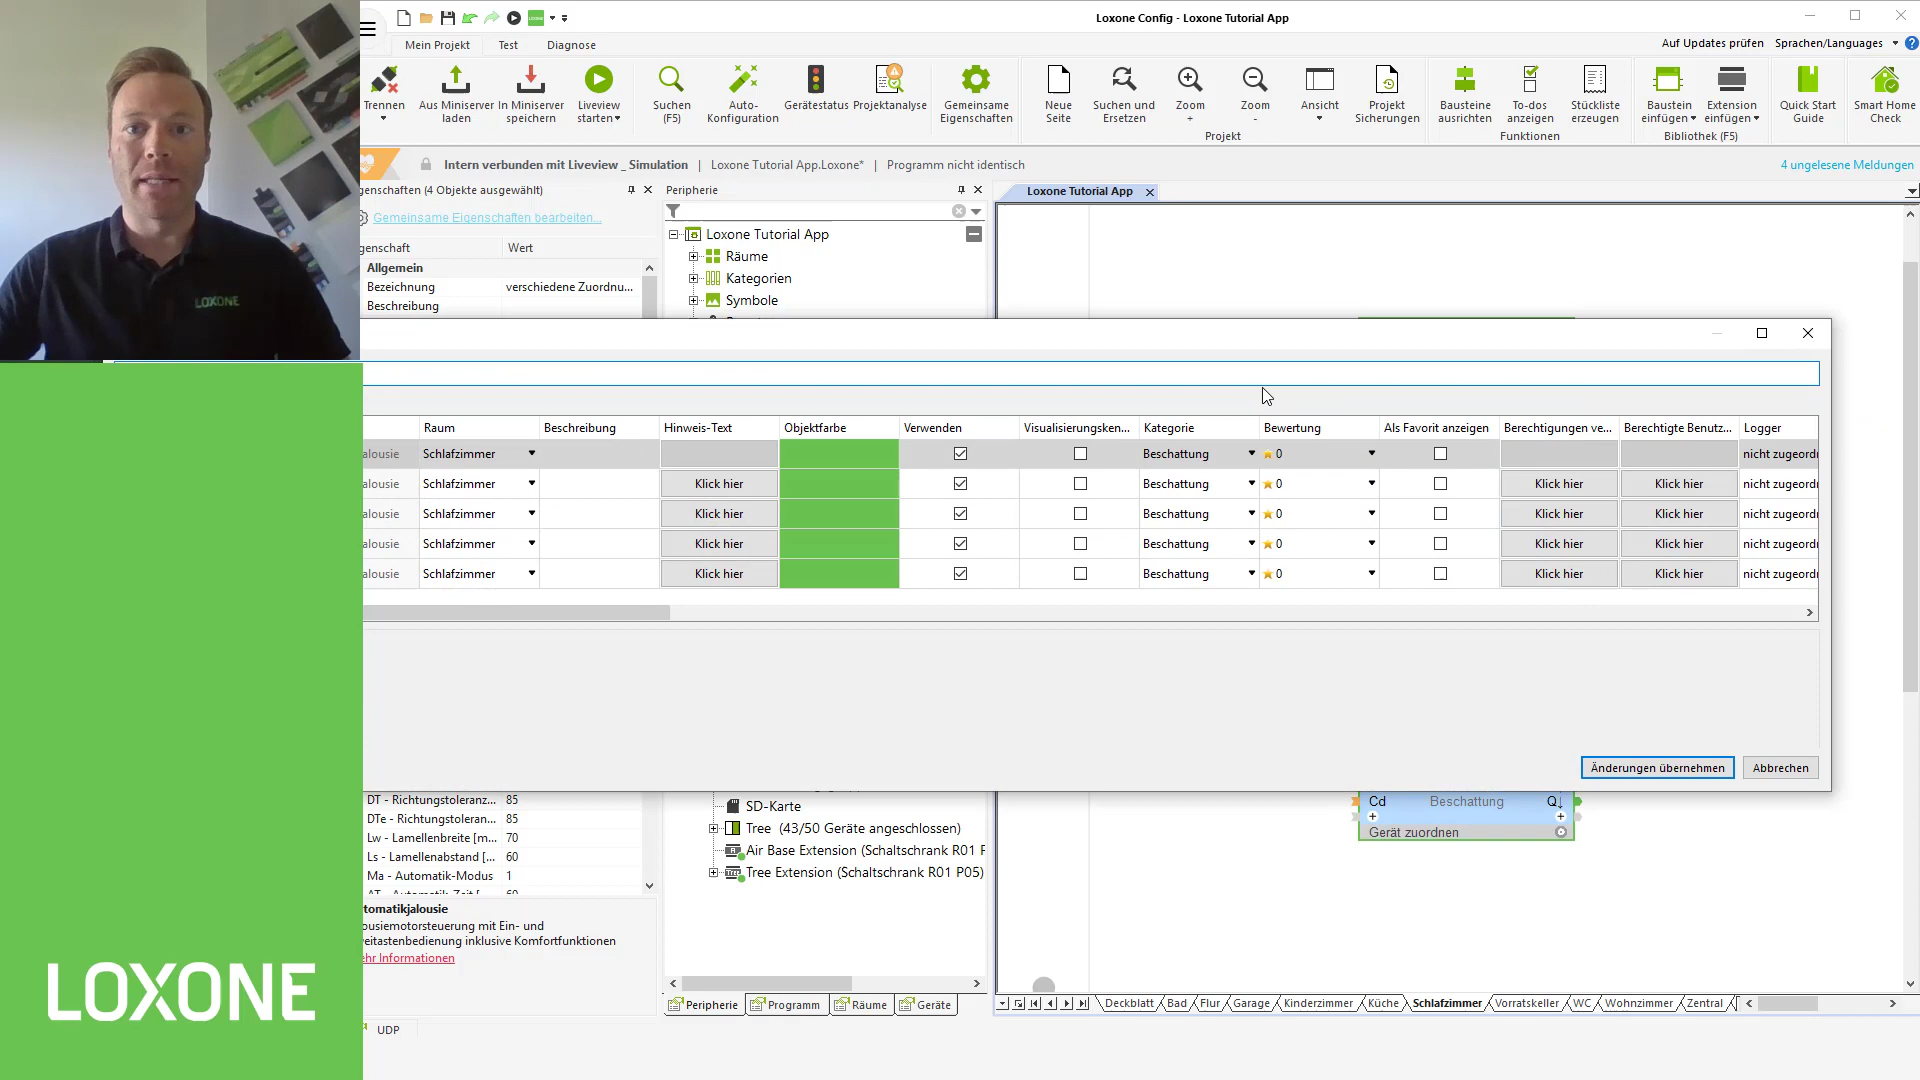 Loxone Config - Loxone Tutorial App
Mein Projekt
Test
Diagnose
Auf Updates prüfen
Sprachen/Languages
Trennen
Aus Miniserver laden
In Miniserver speichern
Liveview starten
Suchen (F5)
Auto-Konfiguration
Gerätestatus
Projektanalyse
Gemeinsame Eigenschaften
Neue Seite
Suchen und Ersetzen
Zoom +
Zoom -
Ansicht
Projekt Sicherungen
Bausteine ausrichten
To-dos anzeigen
Stückliste erzeugen
Baustein einfügen
Extension einfügen
Quick Start Guide
Smart Home Check
Projekt
Funktionen
Bibliothek (F5)
Intern verbunden mit Liveview _ Simulation | Loxone Tutorial App.Loxone* | Programm nicht identisch
4 ungelesene Meldungen
genschaften (4 Objekte ausgewählt)
Gemeinsame Eigenschaften bearbeiten...
genschaft Wert
Allgemein
Bezeichnung verschiedene Zuordnu...
Beschreibung
Peripherie
Loxone Tutorial App
Räume
Kategorien
Symbole
Loxone Tutorial App
LOXONE
Raum Beschreibung Hinweis-Text Objektfarbe Verwenden Visualisierungsken... Kategorie Bewertung Als Favorit anzeigen Berechtigungen ve... Berechtigte Benutz... Logger
alousie Schlafzimmer Beschattung 0 nicht zugeordn
alousie Schlafzimmer Klick hier Beschattung 0 Klick hier Klick hier nicht zugeordn
alousie Schlafzimmer Klick hier Beschattung 0 Klick hier Klick hier nicht zugeordn
alousie Schlafzimmer Klick hier Beschattung 0 Klick hier Klick hier nicht zugeordn
alousie Schlafzimmer Klick hier Beschattung 0 Klick hier Klick hier nicht zugeordn
Änderungen übernehmen
Abbrechen
DT - Richtungstoleranz... 85
DTe - Richtungstoleran... 85
Lw - Lamellenbreite [m... 70
Ls - Lamellenabstand [... 60
Ma - Automatik-Modus 1
tomatikjalousie
ousiemotorsteuerung mit Ein- und
eitastenbedienung inklusive Komfortfunktionen
ehr Informationen
SD-Karte
Tree (43/50 Geräte angeschlossen)
Air Base Extension (Schaltschrank R01 P
Tree Extension (Schaltschrank R01 P05)
Cd Beschattung Q↓
Gerät zuordnen
Peripherie
Programm
Räume
Geräte
Deckblatt
Bad
Flur
Garage
Kinderzimmer
Küche
Schlafzimmer
Vorratskeller
WC
Wohnzimmer
Zentral
LOXONE
UDP